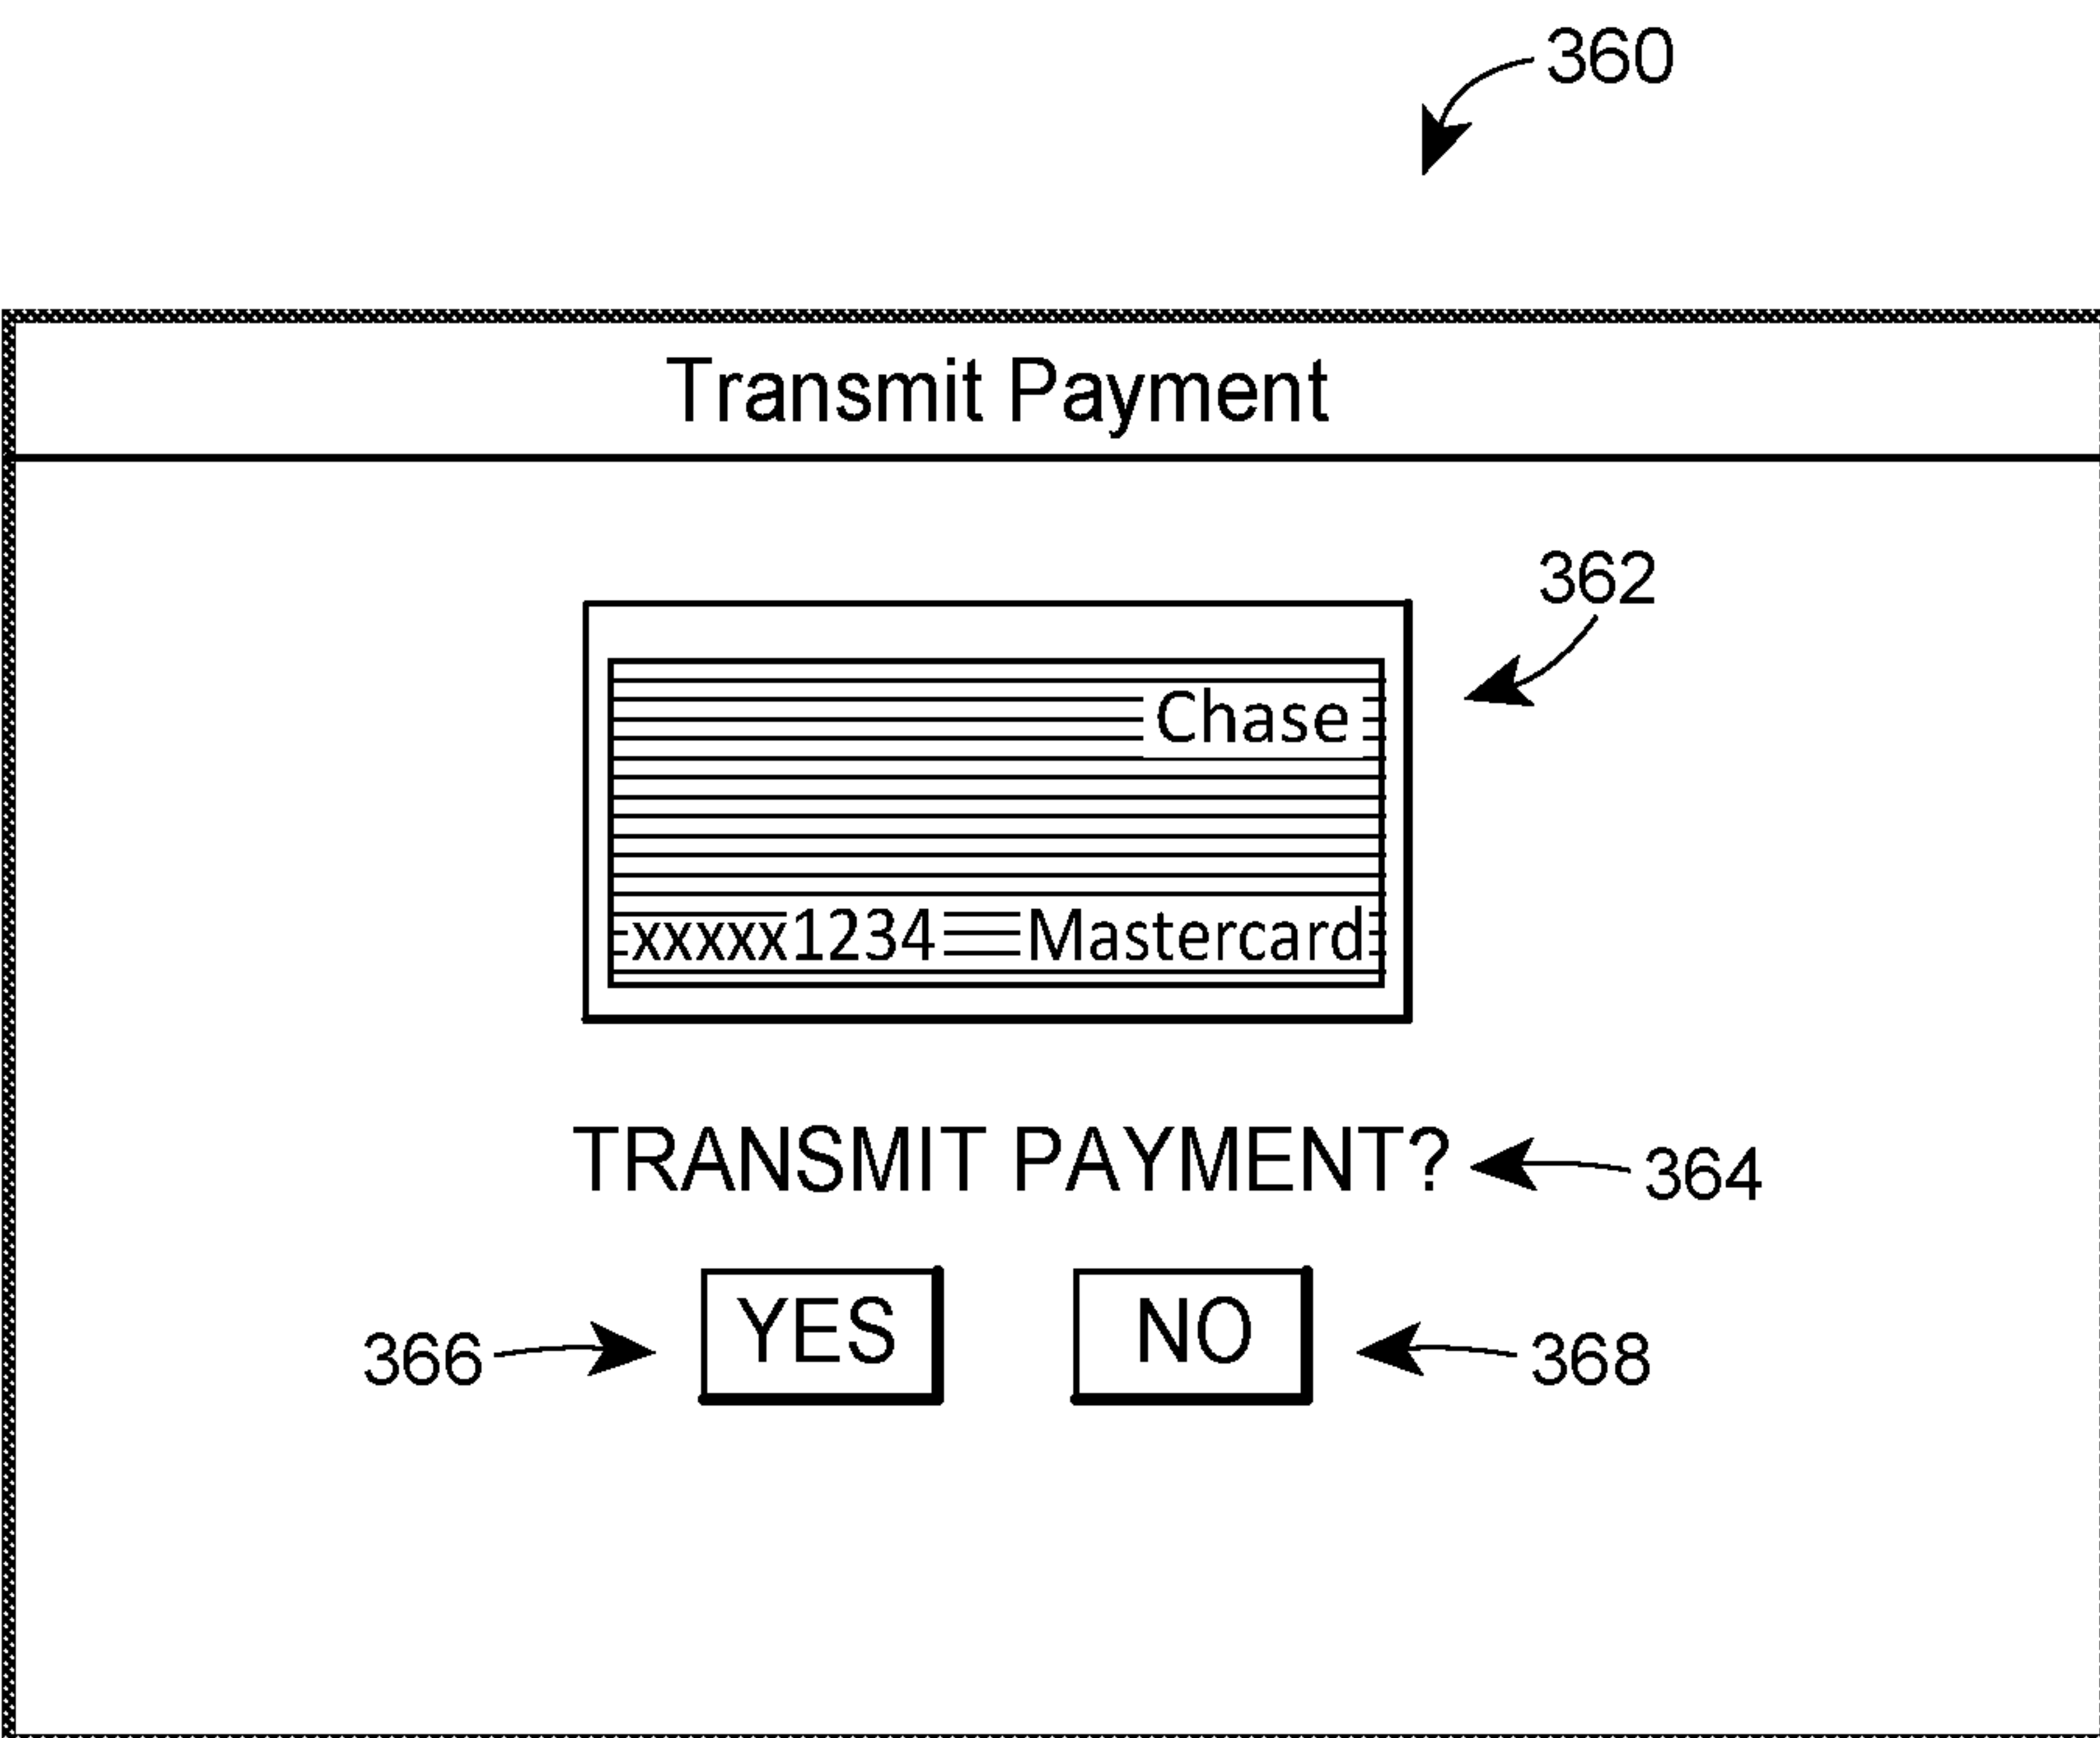 360
Transmit Payment
362
Chase
xxxxx1234 Mastercard
TRANSMIT PAYMENT?
364
YES
NO
366
368